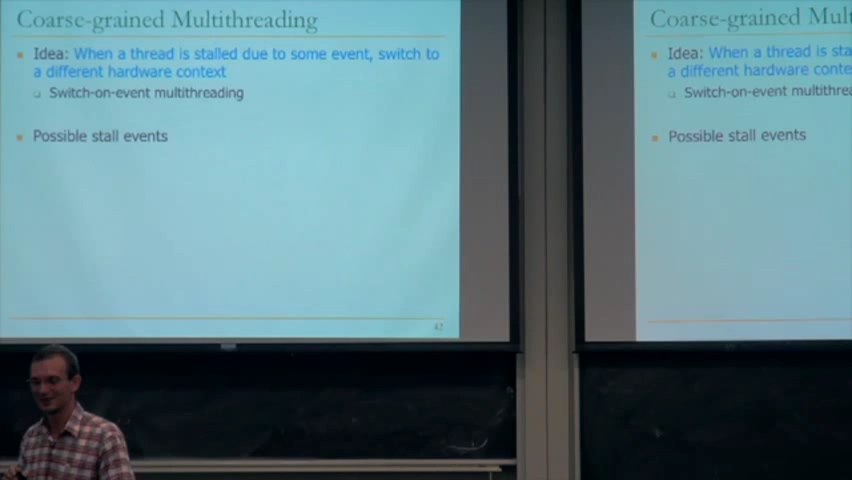 Coarse-grained Multithreading
Idea: When a thread is stalled due to some event, switch to
a different hardware context
Switch-on-event multithreading
Possible stall events
Coarse-grained Mul
Idea: When a thread is sta
a different hardware conte
Switch-on-event multithrea
Possible stall events